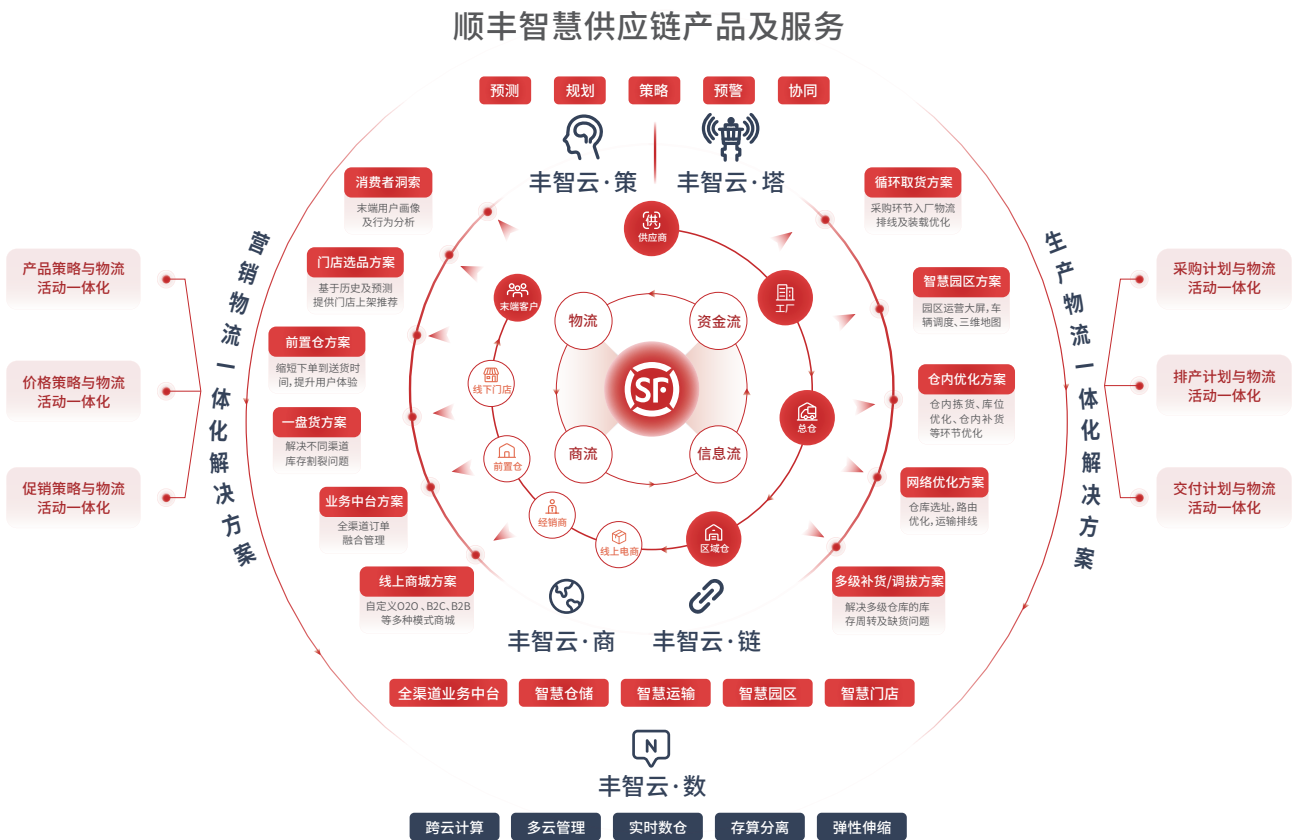 顺丰智慧供应链产品及服务
预测
规划
策略
预警
协同
丰智云·策
丰智云·塔
营销物流一体化解决方案
产品策略与物流
活动一体化
价格策略与物流
活动一体化
促销策略与物流
活动一体化
消费者洞索
末端用户画像
及行为分析
门店选品方案
基于历史及预测
提供门店上架推荐
前置仓方案
缩短下单到送货时
间,提升用户体验
一盘货方案
解决不同渠道
库存割裂问题
业务中台方案
全渠道订单
融合管理
线上商城方案
自定义O2O、B2C、B2B
等多种模式商城
供应商
工厂
总仓
区域仓
线上电商
经销商
前置仓
线下门店
末端客户
物流
资金流
商流
信息流
SF
循环取货方案
采购环节入厂物流
排线及装载优化
智慧园区方案
园区运营大屏,车
辆调度、三维地图
仓内优化方案
仓内拣货、库位
优化、仓内补货
等环节优化
网络优化方案
仓库选址,路由
优化,运输排线
多级补货/调拔方案
解决多级仓库的库
存周转及缺货问题
生产物流一体化解决方案
采购计划与物流
活动一体化
排产计划与物流
活动一体化
交付计划与物流
活动一体化
丰智云·商
丰智云·链
全渠道业务中台
智慧仓储
智慧运输
智慧园区
智慧门店
N
丰智云·数
跨云计算
多云管理
实时数仓
存算分离
弹性伸缩